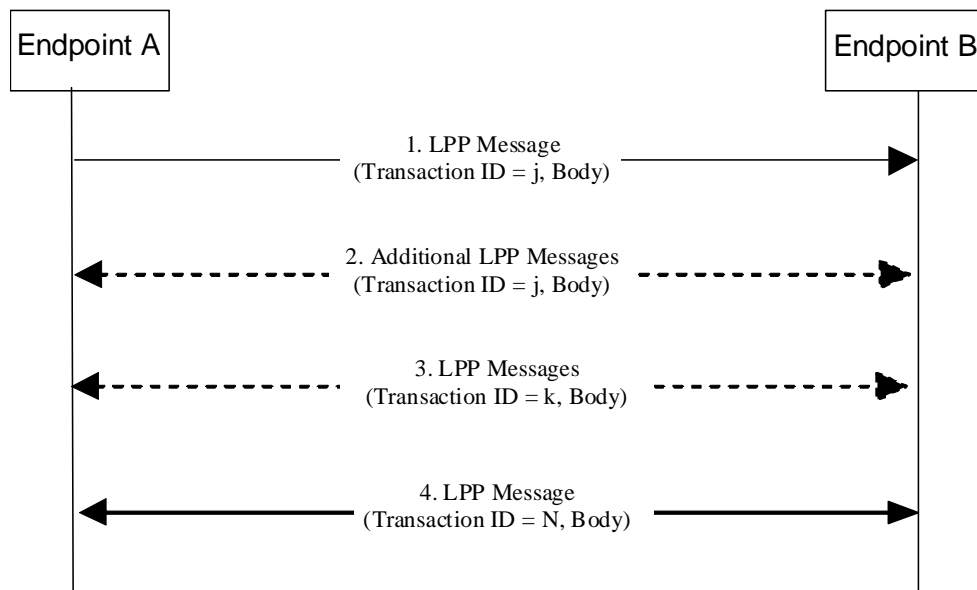 Endpoint A
Endpoint B
1. LPP Message
(Transaction ID = j, Body)
2. Additional LPP Messages
(Transaction ID = j, Body)
3. LPP Messages
(Transaction ID = k, Body)
4. LPP Message
(Transaction ID = N, Body)